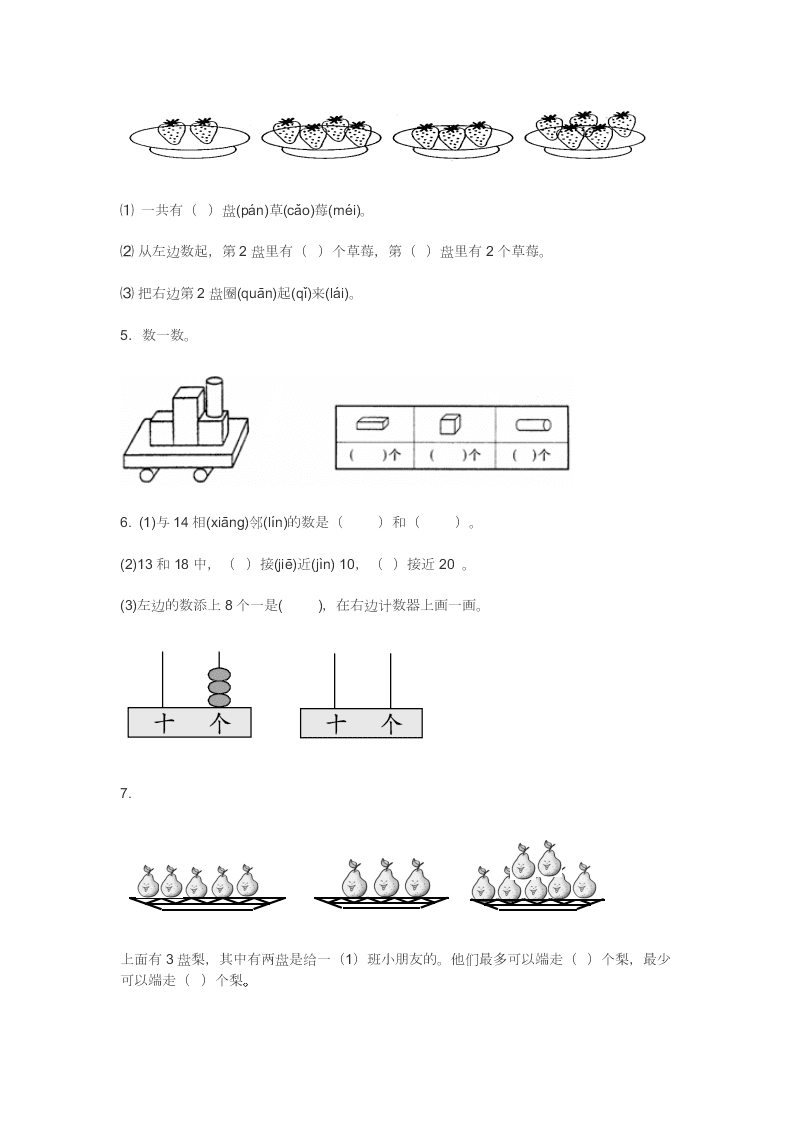 ⑴ 一共有（ ）盘(pán)草(cǎo)莓(méi)。
⑵ 从左边数起，第 2 盘里有（ ）个草莓，第（ ）盘里有 2 个草莓。
⑶ 把右边第 2 盘圈(quān)起(qǐ)来(lái)。
5. 数一数。
( )个 ( )个 ( )个
6. (1)与 14 相(xiāng)邻(lín)的数是（ ）和（ ）。
(2)13 和 18 中，（ ）接(jiē)近(jìn) 10，（ ）接近 20 。
(3)左边的数添上 8 个一是( )，在右边计数器上画一画。
十 个 十 个
7.
上面有 3 盘梨，其中有两盘是给一（1）班小朋友的。他们最多可以端走（ ）个梨，最少
可以端走（ ）个梨。